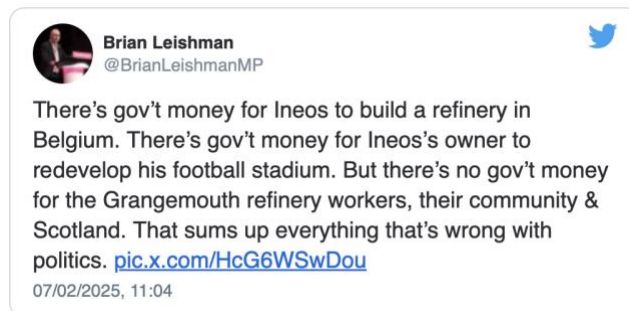 Brian Leishman
@BrianLeishmanMP
There’s gov’t money for Ineos to build a refinery in
Belgium. There’s gov’t money for Ineos’s owner to
redevelop his football stadium. But there’s no gov’t money
for the Grangemouth refinery workers, their community &
Scotland. That sums up everything that’s wrong with
politics. pic.x.com/HcG6WSwDou
07/02/2025, 11:04